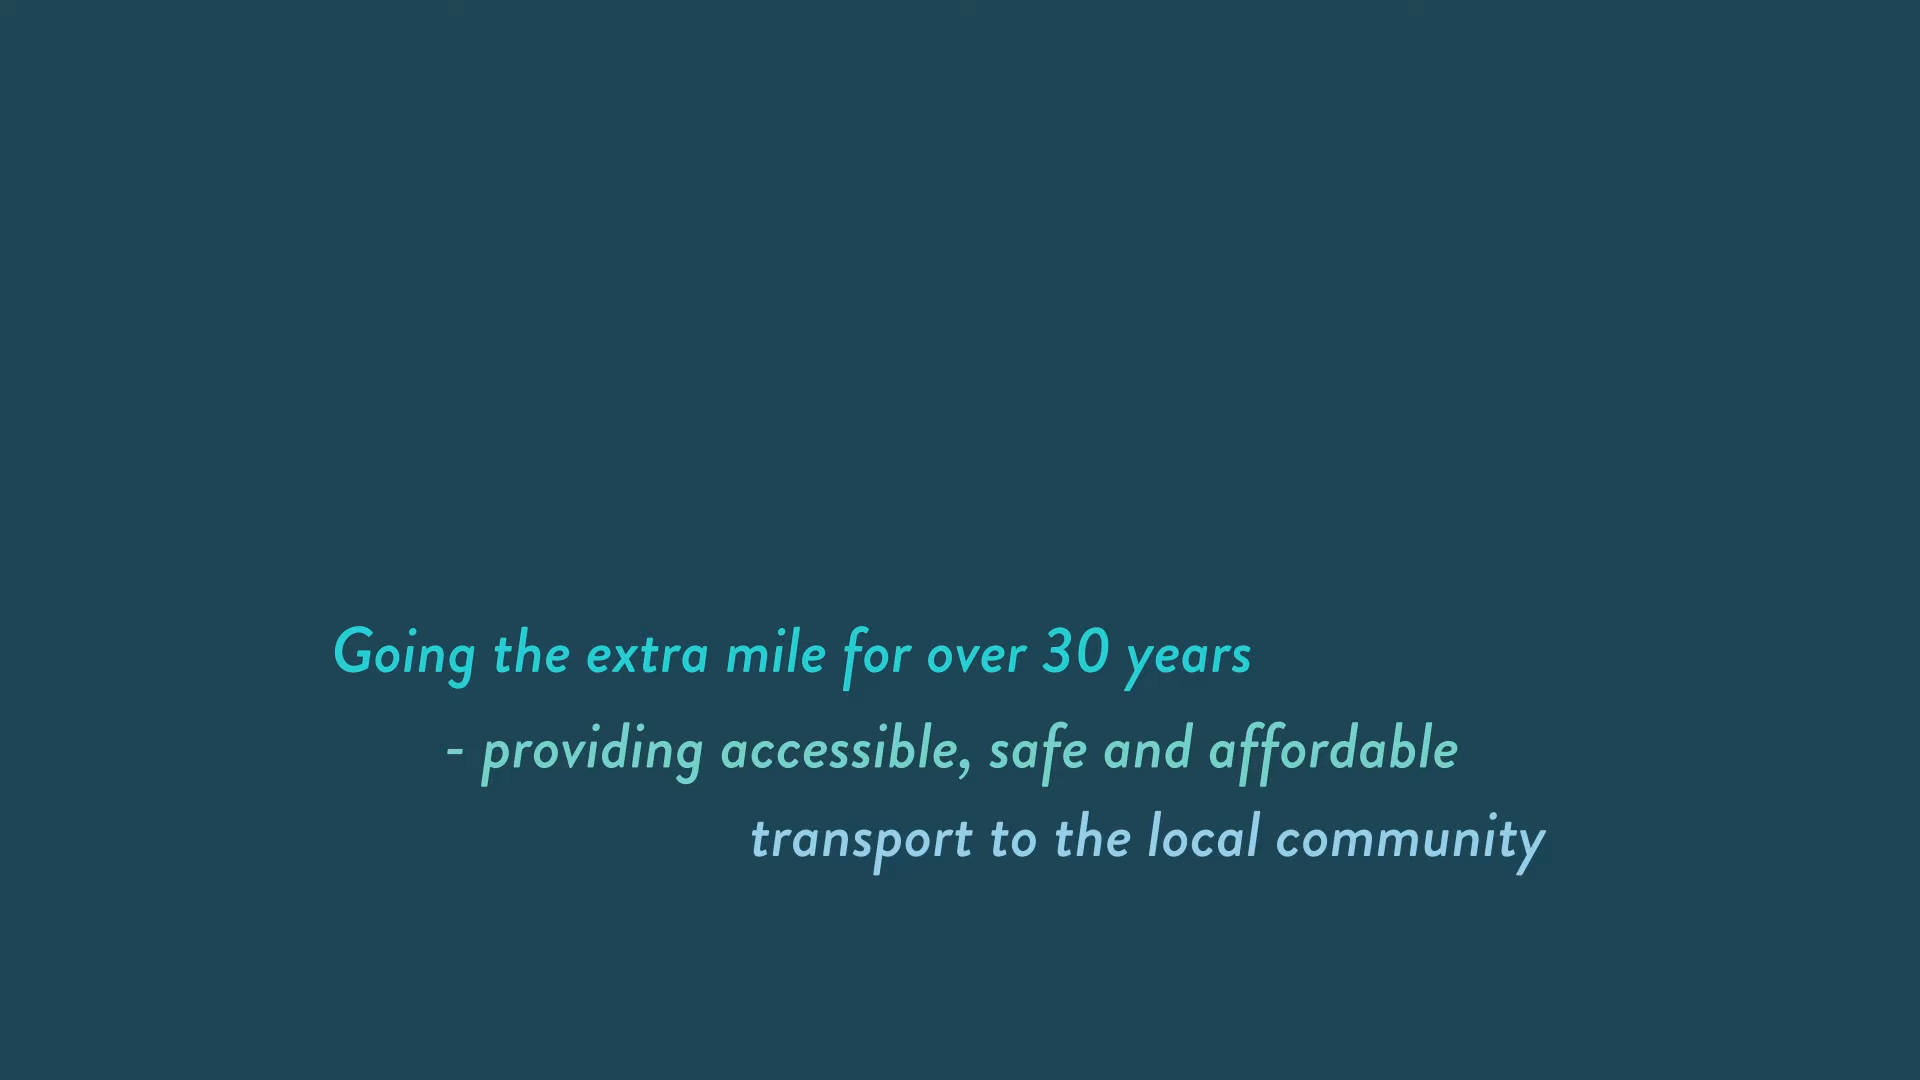 Going the extra mile for over 30 years
- providing accessible, safe and affordable
transport to the local community